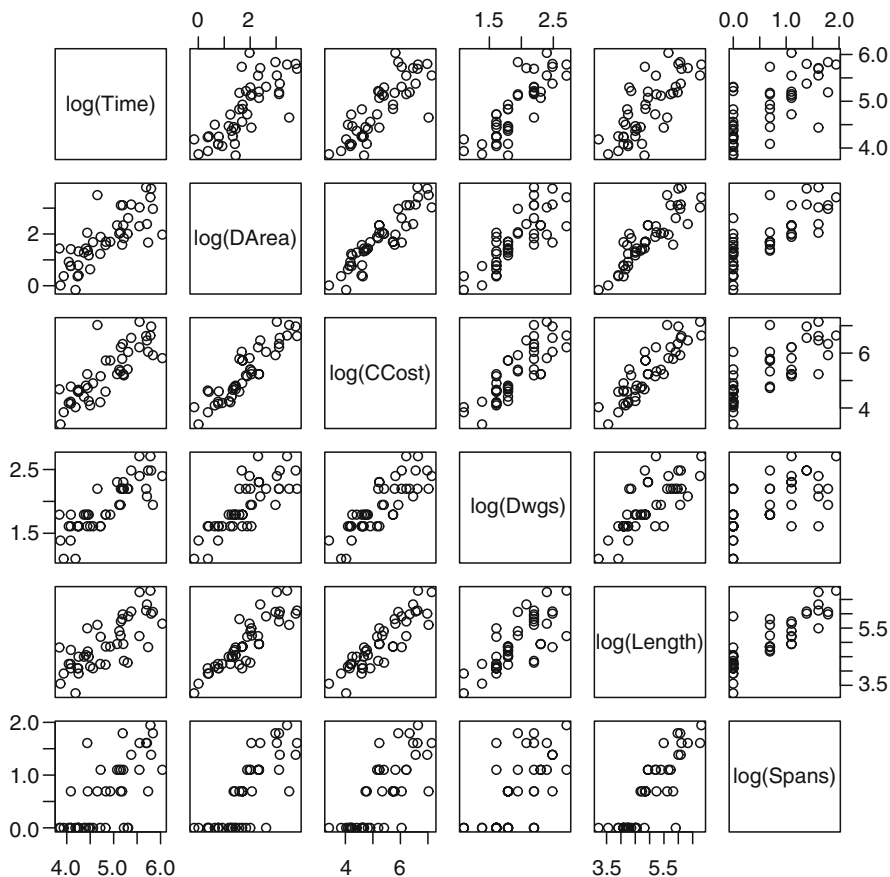 0 2 1.5 2.5 0.0 1.0 2.0
log(Time) 6.0
5.0
4.0
2 log(DArea)
0
log(CCost) 6
4
2.5 log(Dwgs)
1.5
log(Length) 5.5
3.5
2.0
1.0 log(Spans)
0.0
4.0 5.0 6.0 4 6 3.5 5.5